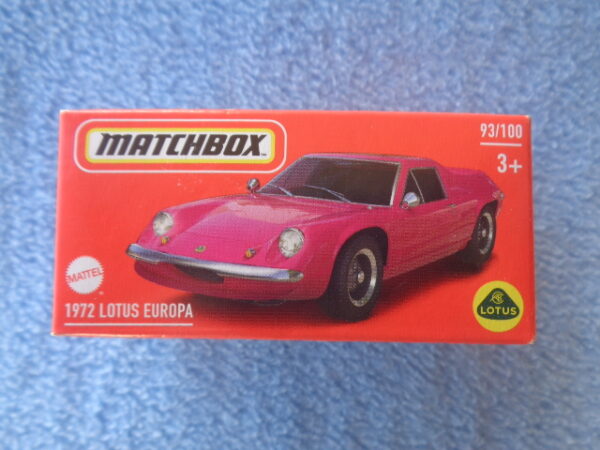 MATCHBOX
93/100
3+
MATTEL
1972 LOTUS EUROPA
LOTUS